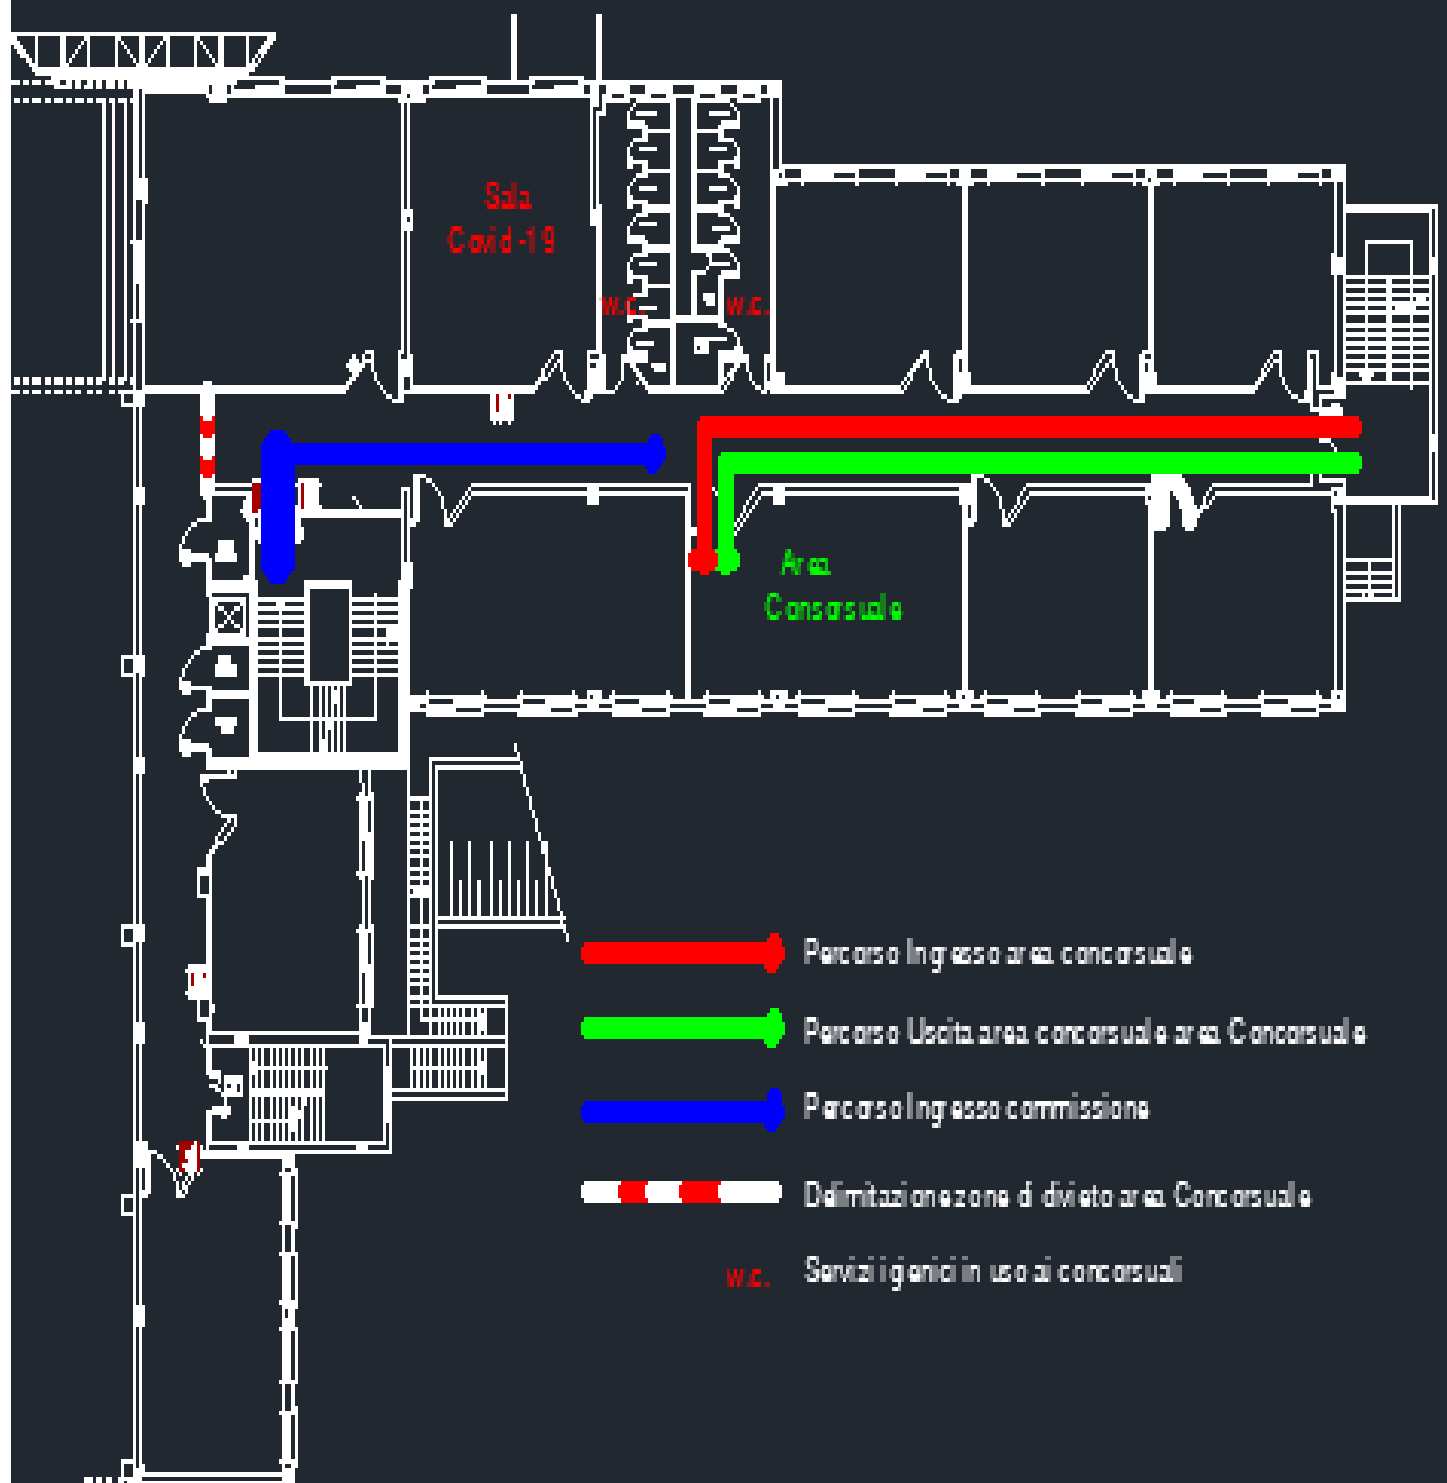 Sala
Covid-19
w.c.
w.c.
Area
Consorsuale
Percorso Ingresso area concorsuale
Percorso Uscita area concorsuale area Concorsuale
Percorso Ingresso commissione
Delimitazione zone di divieto area Concorsuale
w.c.
Servizi igienici in uso ai concorsuali